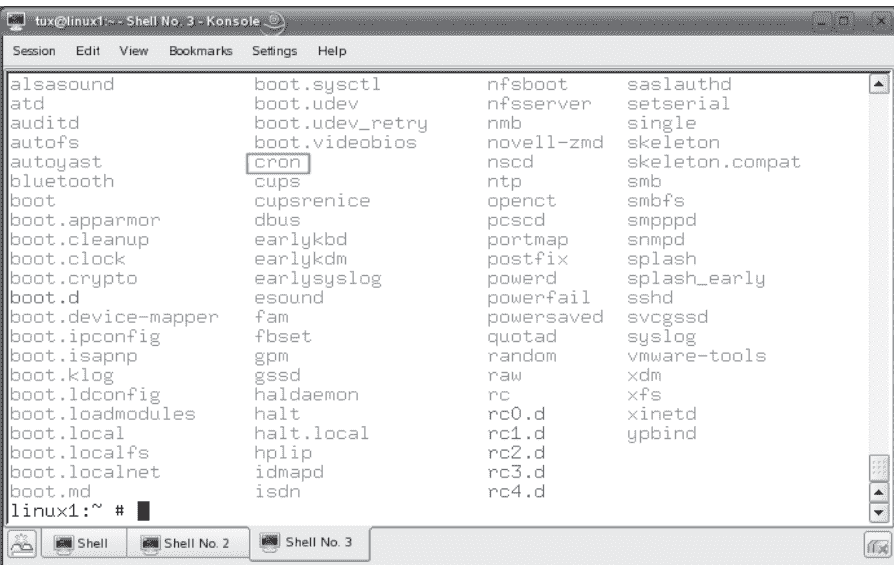 tux@linux1:~ - Shell No. 3 - Konsole
Session Edit View Bookmarks Settings Help
alsasound boot.sysctl nfsboot saslauthd
atd boot.udev nfsserver setserial
auditd boot.udev_retry nmb single
autofs boot.videobios novell-zmd skeleton
autoyast cron nscd skeleton.compat
bluetooth cups ntp smb
boot cupsrenice openct smbfs
boot.apparmor dbus pcscd smpppd
boot.cleanup earlykbd portmap snmpd
boot.clock earlykdm postfix splash
boot.crypto earlysyslog powerd splash_early
boot.d esound powerfail sshd
boot.device-mapper fam powersaved svcgssd
boot.ipconfig fbset quotad syslog
boot.isapnp gpm random vmware-tools
boot.klog gssd raw xdm
boot.ldconfig haldaemon rc xfs
boot.loadmodules halt rc0.d xinetd
boot.local halt.local rc1.d ypbind
boot.localfs hplip rc2.d
boot.localnet idmapd rc3.d
boot.md isdn rc4.d
linux1:~ #
Shell Shell No. 2 Shell No. 3